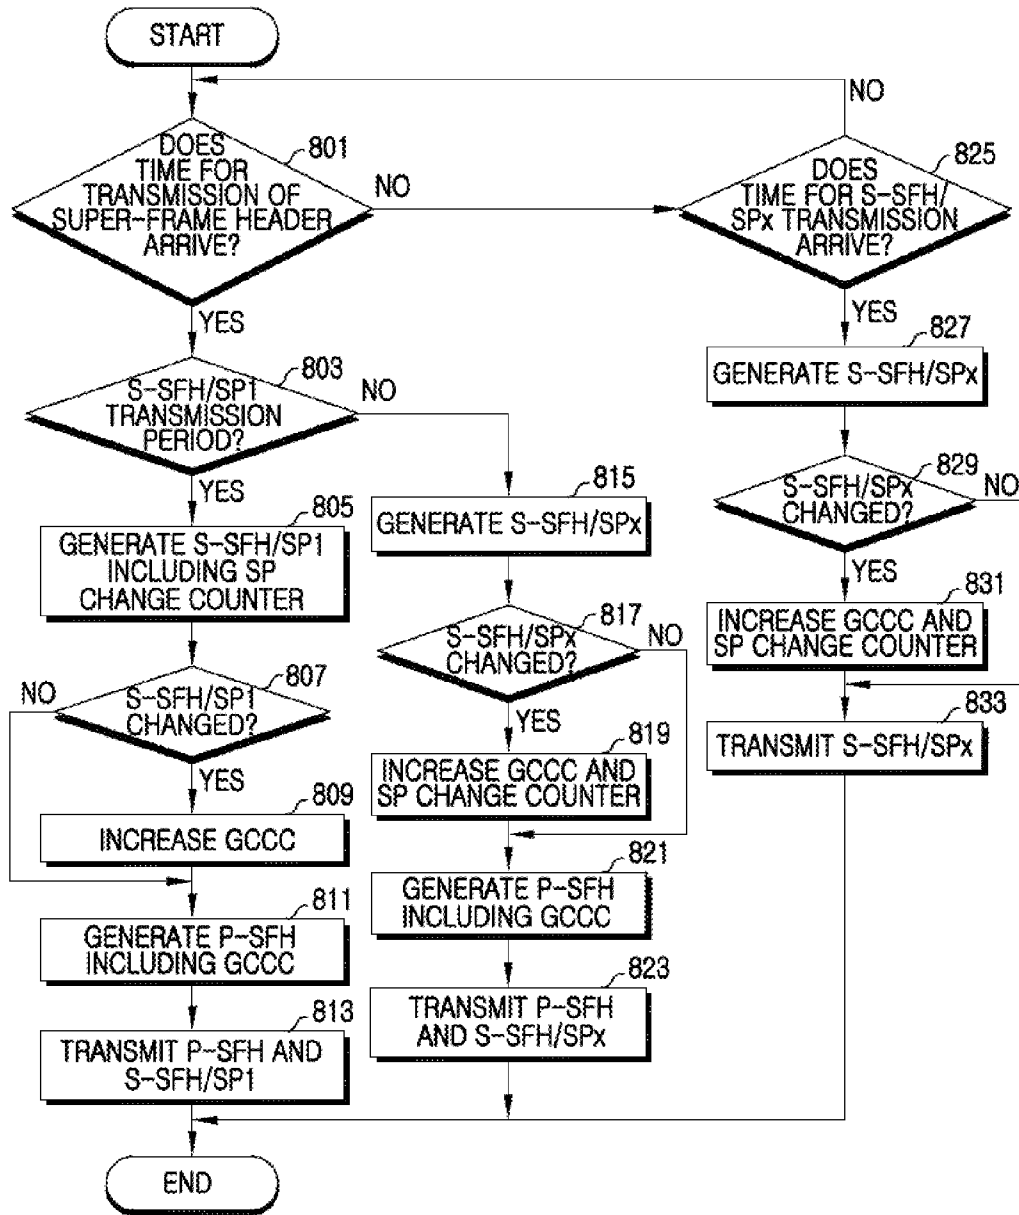 START
NO
DOES
TIME FOR
TRANSMISSION OF
SUPER-FRAME HEADER
ARRIVE?
801
NO
DOES
TIME FOR S-SFH/
SPx TRANSMISSION
ARRIVE?
825
YES
YES
827
GENERATE S-SFH/SPx
S-SFH/SP1
TRANSMISSION
PERIOD?
803
NO
YES
S-SFH/SPx
CHANGED?
829
NO
YES
805
GENERATE S-SFH/SP1
INCLUDING SP
CHANGE COUNTER
815
GENERATE S-SFH/SPx
831
INCREASE GCCC AND
SP CHANGE COUNTER
S-SFH/SPx
CHANGED?
817
NO
YES
NO
S-SFH/SP1
CHANGED?
807
YES
833
TRANSMIT S-SFH/SPx
819
INCREASE GCCC AND
SP CHANGE COUNTER
809
INCREASE GCCC
821
GENERATE P-SFH
INCLUDING GCCC
811
GENERATE P-SFH
INCLUDING GCCC
823
TRANSMIT P-SFH
AND S-SFH/SPx
813
TRANSMIT P-SFH AND
S-SFH/SP1
END